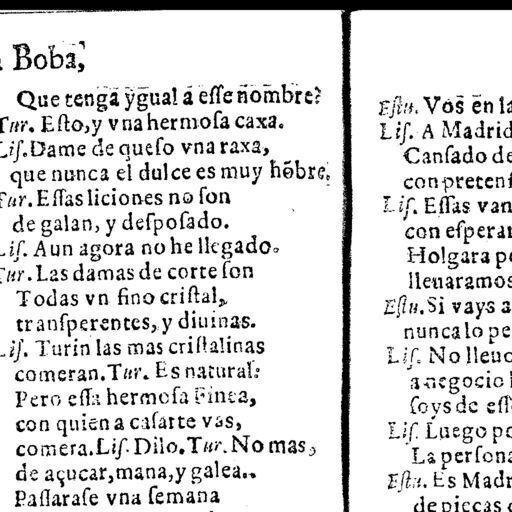 Boba,
Que tenga ygual a esse nombre?
Tur. Esto, y vna hermosa caxa.
Lis. Dame de queso vna raxa,
que nunca el dulce es muy hõbre,
Tur. Essas liciones no son
de galan, y desposado.
Lis. Aun agora no he llegado.
Tur. Las damas de corte son
Todas vn fino cristal,
transperentes, y diuinas.
Lis. Turin las mas cristalinas
comeran. Tur. Es natural:
Pero essa hermosa Finea,
con quien a casarte vas,
comera. Lis. Dilo. Tur. No mas,
de açucar, mana, y galea..
Passarase vna semana
Estu. Vos en la
Lis. A Madrid
Cansado de
con preten
Lis. Essas van
con esperan
Holgara po
lleuaramos
Estu. Si vays a
nunca lo pe
Lis. No lleuo
a negocio
soys de ess
Lis. Luego po
La persona
Estu. Es Madr
de pieças